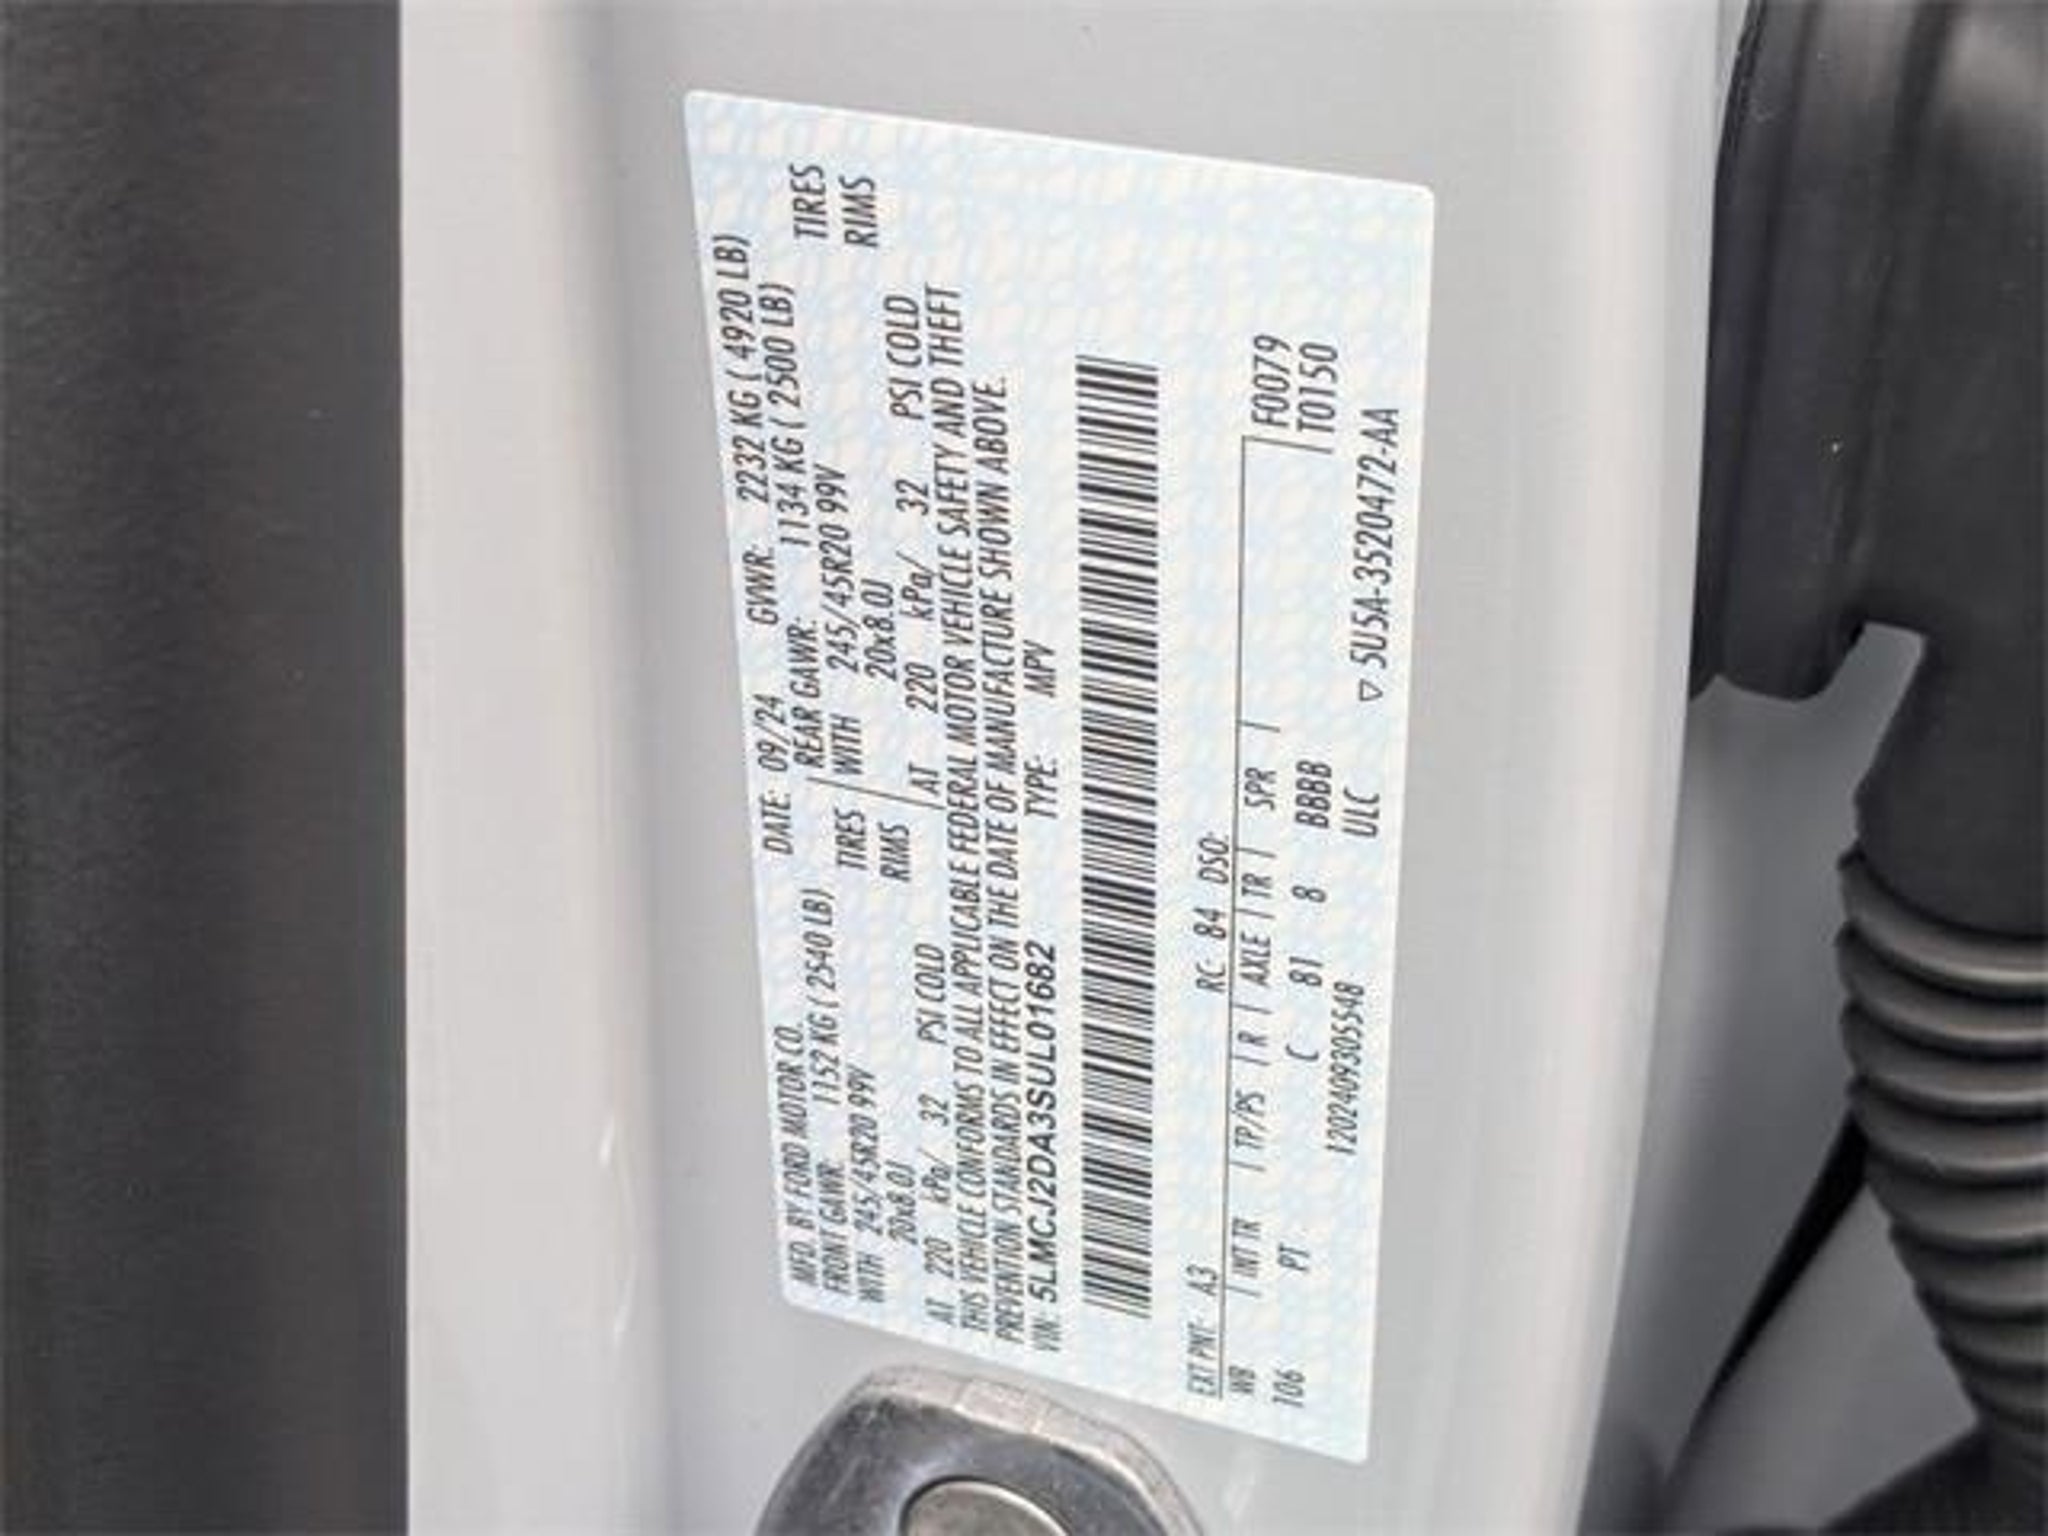 MFD. BY FORD MOTOR CO. DATE: 09/24 GVWR: 2232 KG ( 4920 LB)
FRONT GAWR: 1152 KG ( 2540 LB) REAR GAWR: 1134 KG ( 2500 LB)
WITH 245/45R20 99V TIRES WITH 245/45R20 99V TIRES
20x8.0J RIMS 20x8.0J RIMS
AT 220 kPa/ 32 PSI COLD AT 220 kPa/ 32 PSI COLD
THIS VEHICLE CONFORMS TO ALL APPLICABLE FEDERAL MOTOR VEHICLE SAFETY AND THEFT
PREVENTION STANDARDS IN EFFECT ON THE DATE OF MANUFACTURE SHOWN ABOVE.
VIN: 5LMCJ2DA3SUL01682 TYPE: MPV
EXT PNT: A3 RC: 84 DSO:
WB INT TR TP/PS R AXLE TR SPR F0079
106 PT C 81 8 BBBB T0150
12024093055​48 ULC
▽ 5U5A-3520472-AA